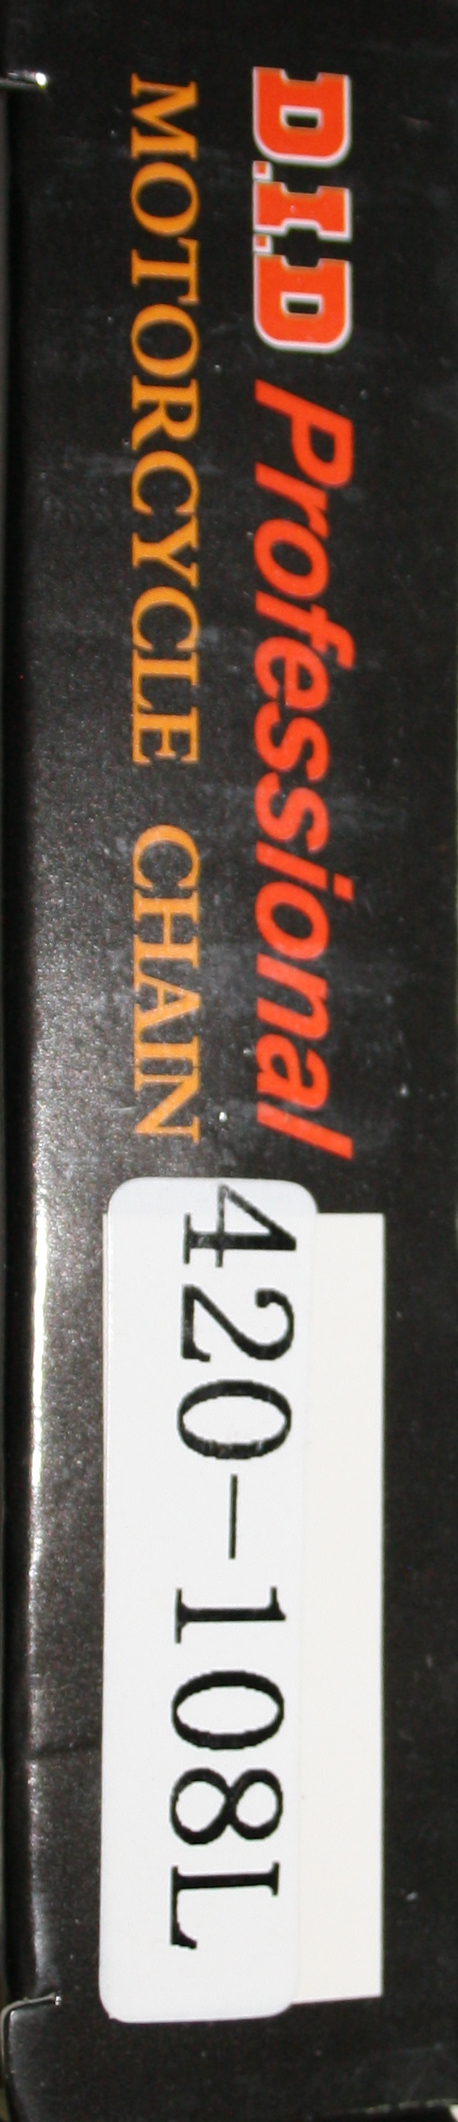 D.I.D Professional
MOTORCYCLE CHAIN
420-108L